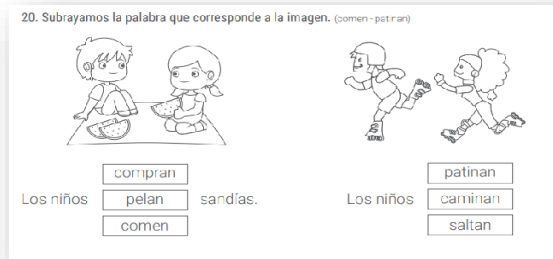 20. Subrayamos la palabra que corresponde a la imagen. (comen - patinan)
compran
Los niños pelan sandías.
comen
patinan
Los niños caminan
saltan